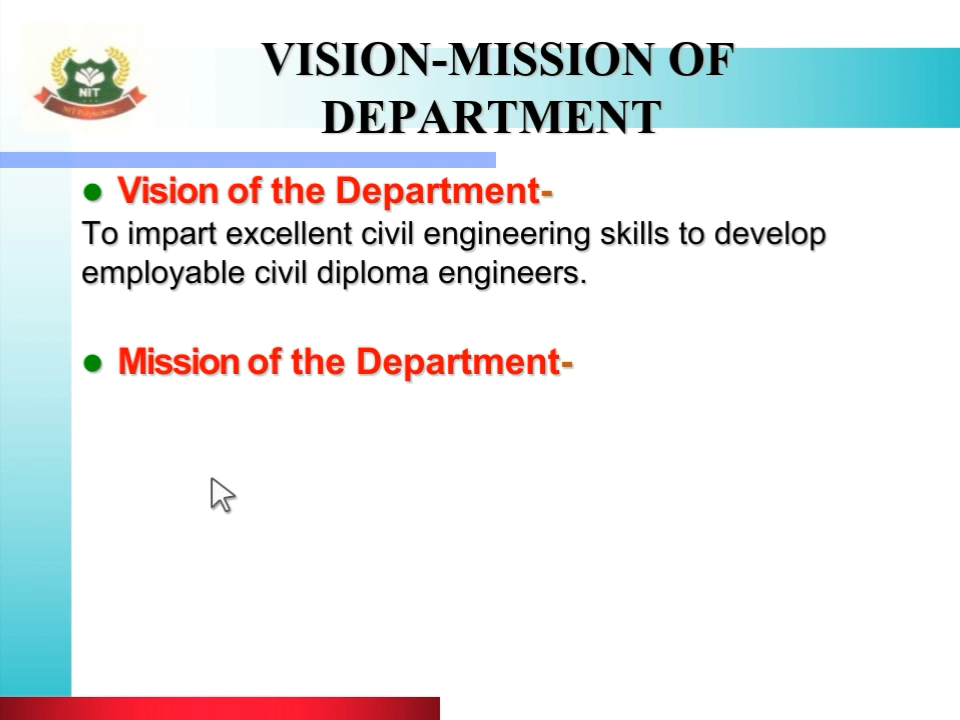 NIT
VISION-MISSION OF
DEPARTMENT
Vision of the Department-
To impart excellent civil engineering skills to develop
employable civil diploma engineers.
Mission of the Department-